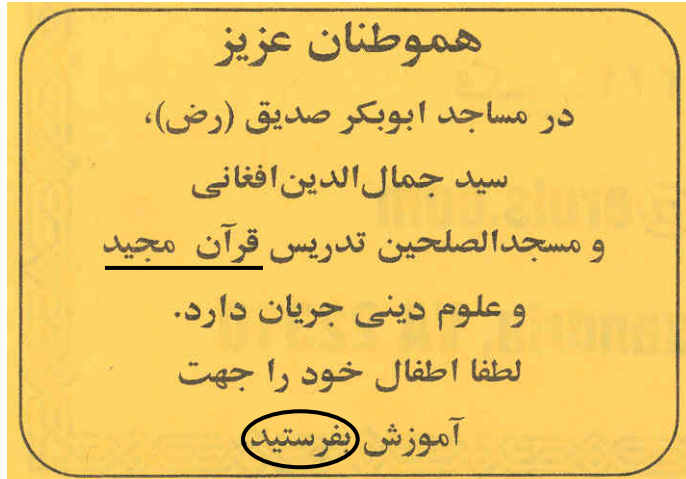 هموطنان عزیز
در مساجد ابوبکر صدیق (رض)،
سید جمال‌الدین‌افغانی
و مسجدالصلحین تدریس قرآن مجید
و علوم دینی جریان دارد.
لطفا اطفال خود را جهت
آموزش بفرستید